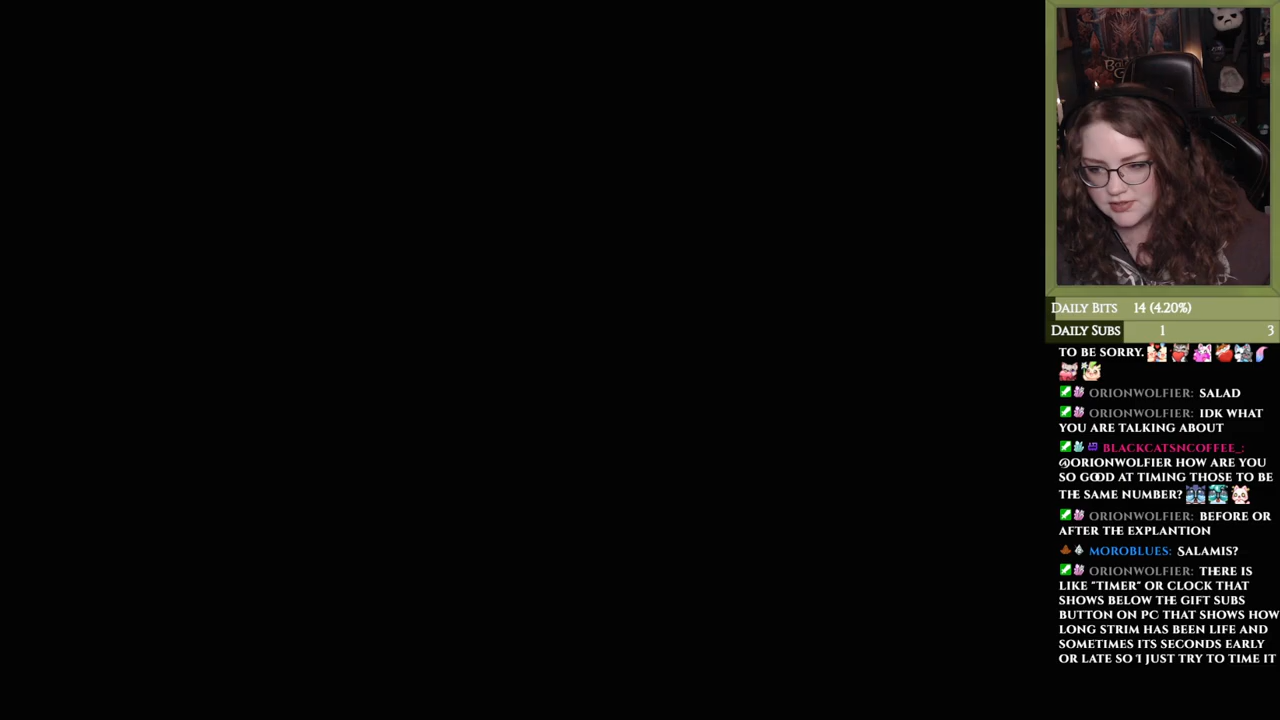 DAILY BITS 14 (4.20%)
DAILY SUBS 1 3
TO BE SORRY.
ORIONWOLFIER: SALAD
ORIONWOLFIER: IDK WHAT
YOU ARE TALKING ABOUT
BLACKCATSNCOFFEE_:
@ORIONWOLFIER HOW ARE YOU
SO GOOD AT TIMING THOSE TO BE
THE SAME NUMBER?
ORIONWOLFIER: BEFORE OR
AFTER THE EXPLANTION
MOROBLUES: SALAMIS?
ORIONWOLFIER: THERE IS
LIKE "TIMER" OR CLOCK THAT
SHOWS BELOW THE GIFT SUBS
BUTTON ON PC THAT SHOWS HOW
LONG STRIM HAS BEEN LIFE AND
SOMETIMES ITS SECONDS EARLY
OR LATE SO I JUST TRY TO TIME IT